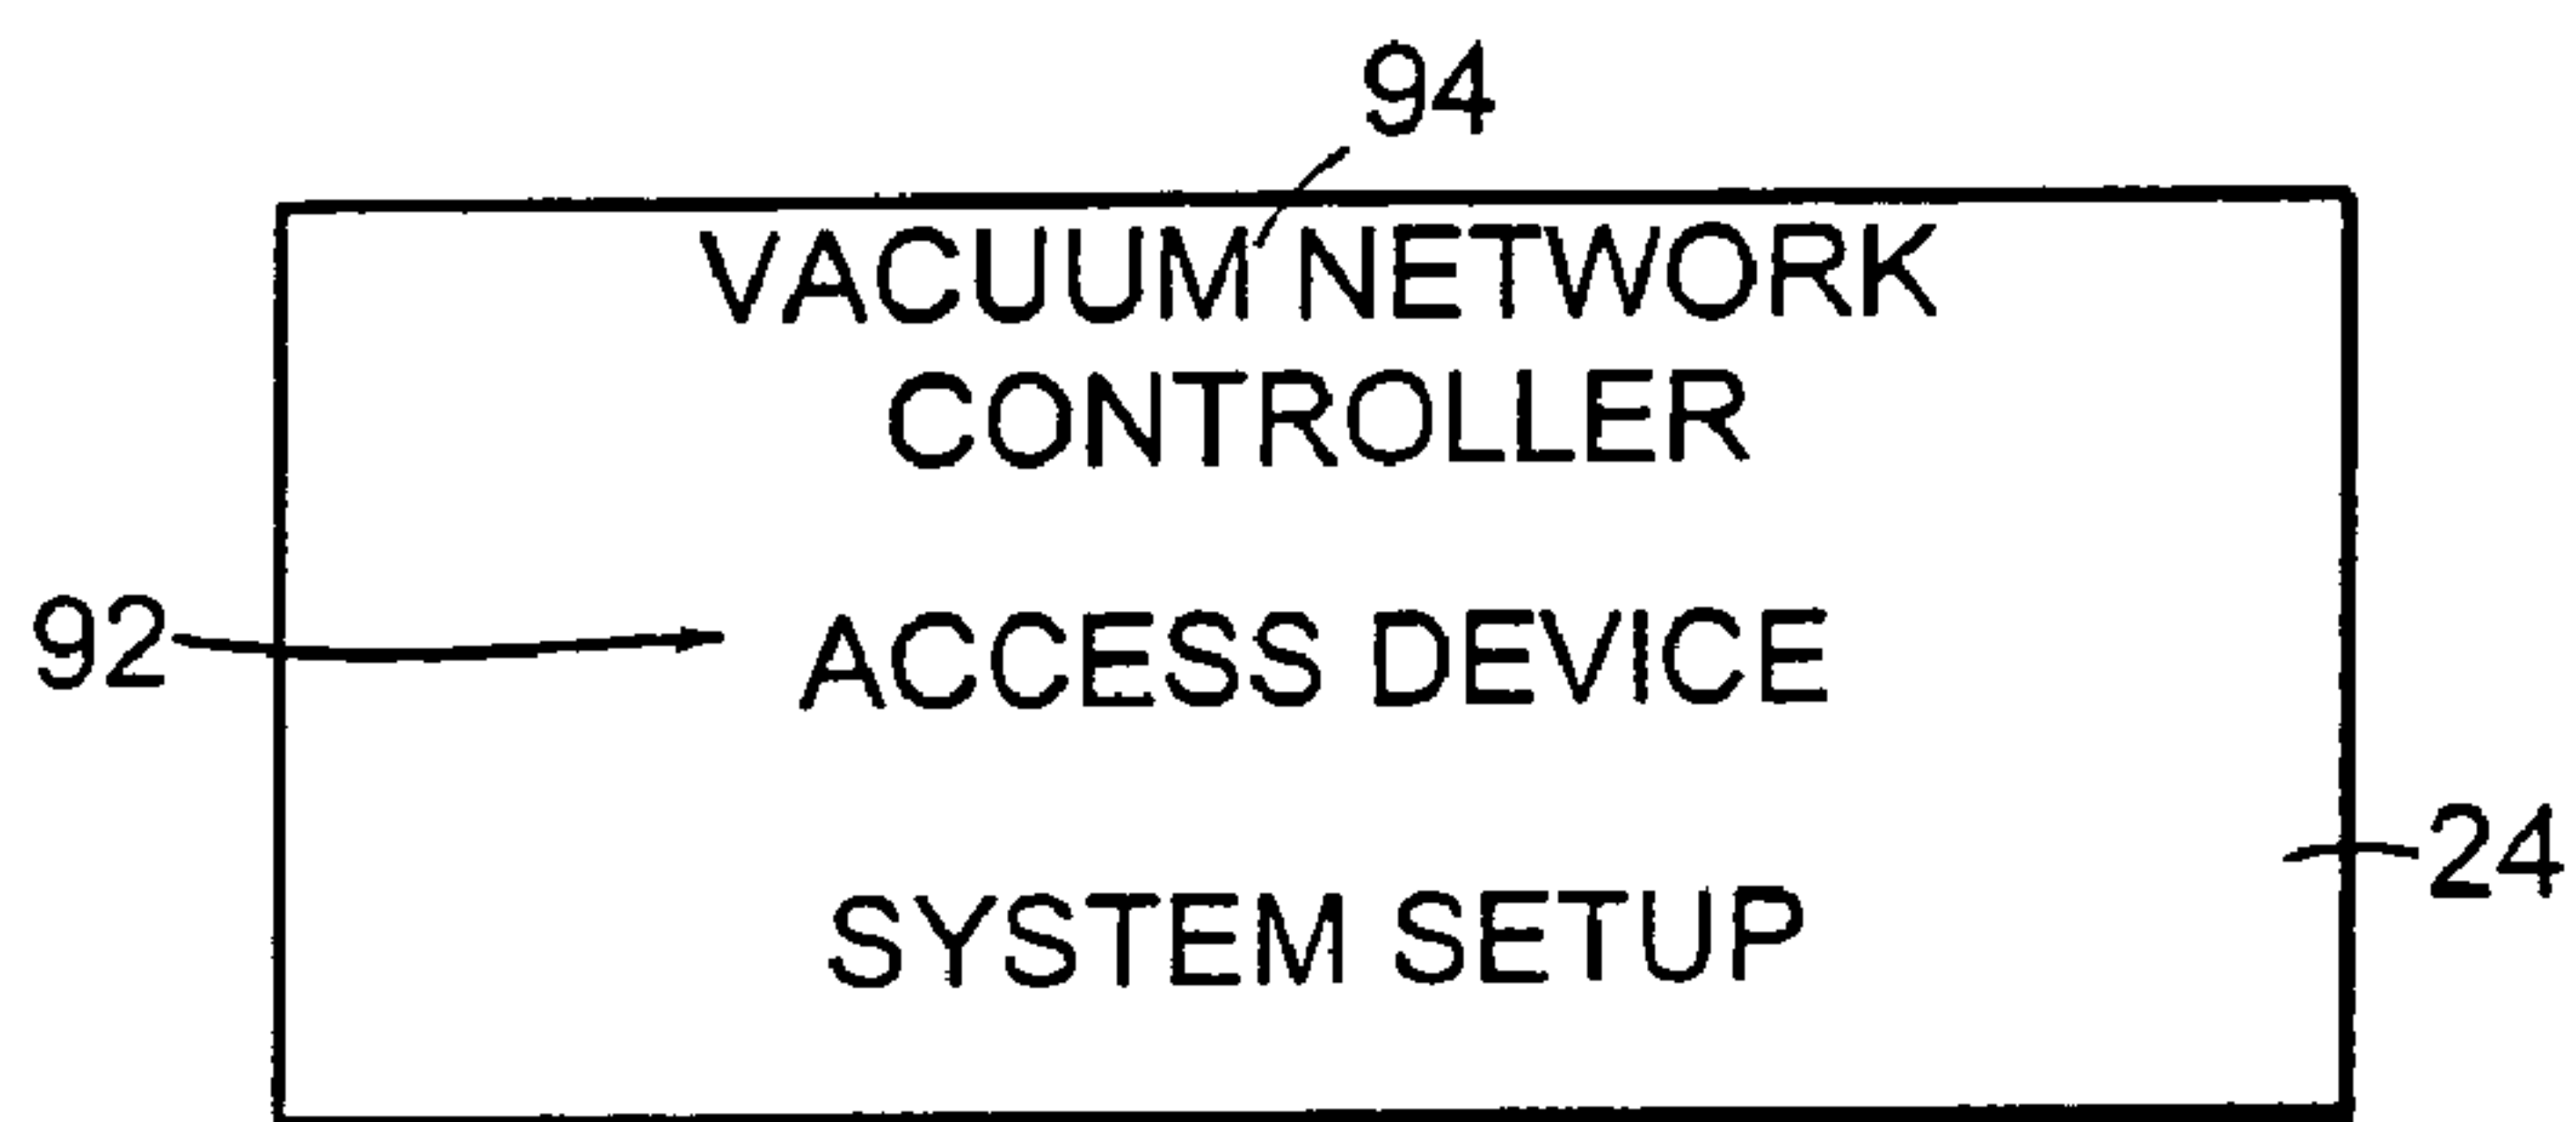 94
VACUUM NETWORK
CONTROLLER
92 ACCESS DEVICE
24
SYSTEM SETUP